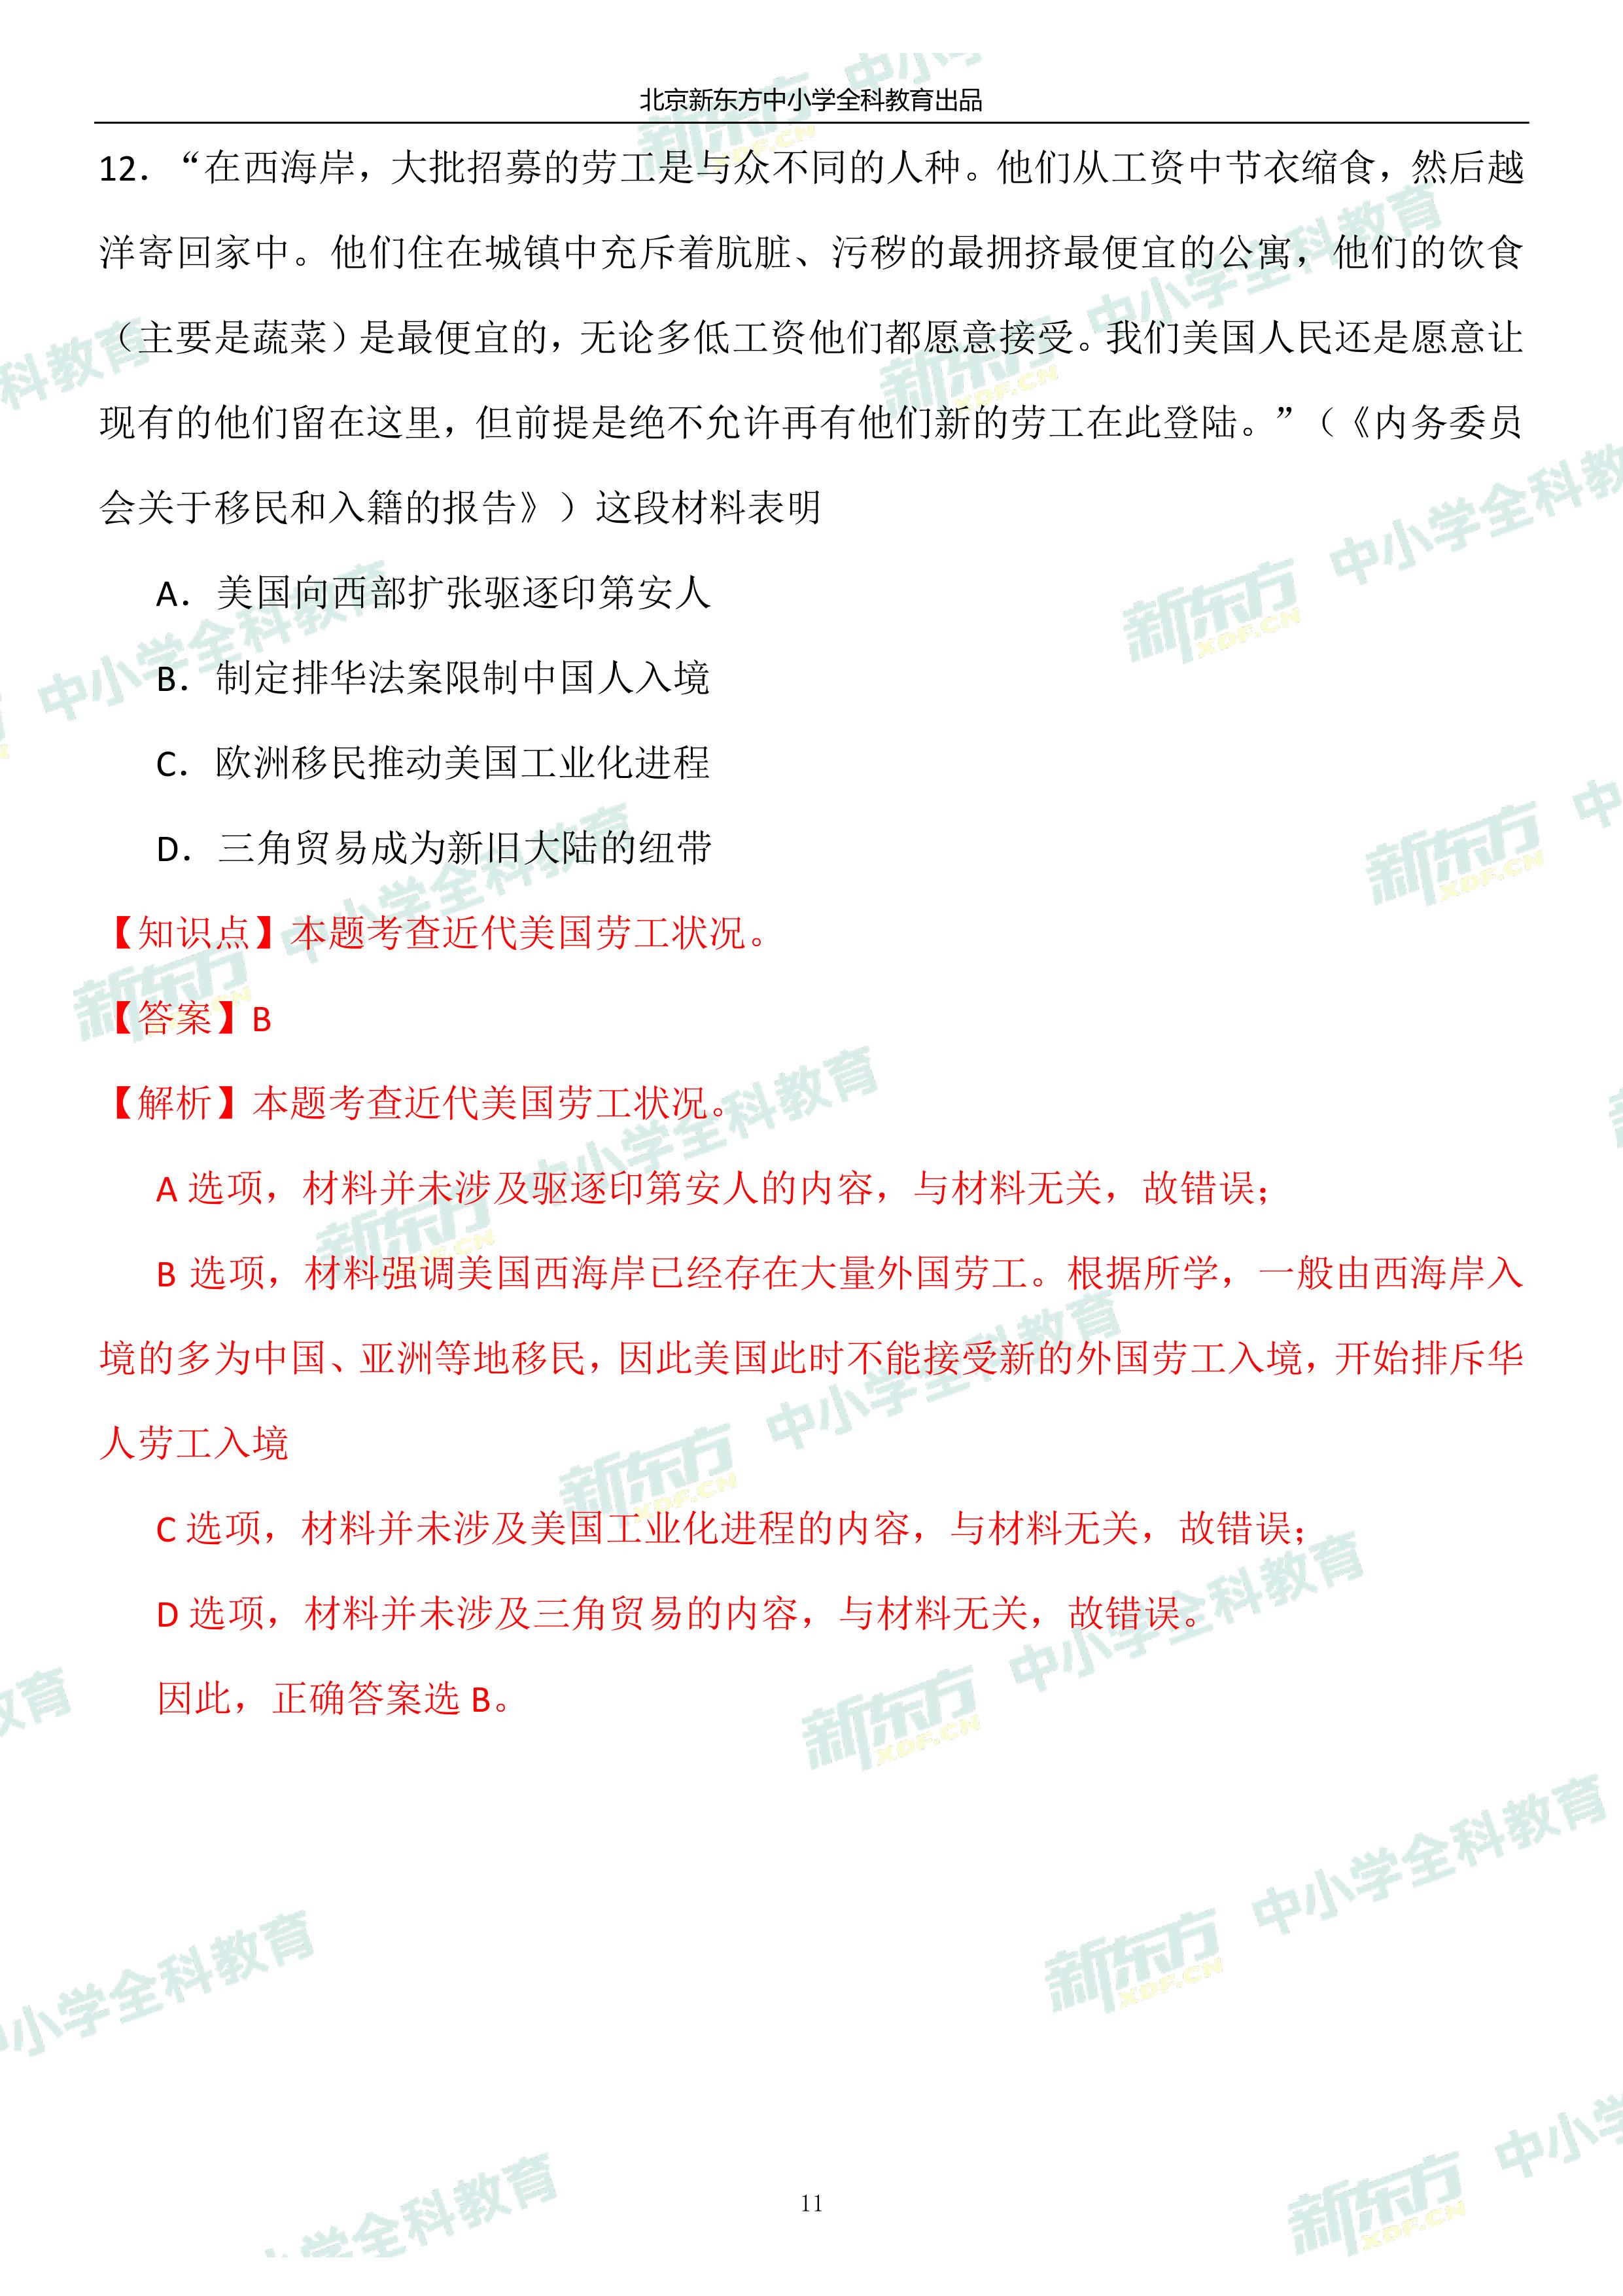 北京新东方中小学全科教育出品
12．“在西海岸，大批招募的劳工是与众不同的人种。他们从工资中节衣缩食，然后越
洋寄回家中。他们住在城镇中充斥着肮脏、污秽的最拥挤最便宜的公寓，他们的饮食
（主要是蔬菜）是最便宜的，无论多低工资他们都愿意接受。我们美国人民还是愿意让
现有的他们留在这里，但前提是绝不允许再有他们新的劳工在此登陆。”（《内务委员
会关于移民和入籍的报告》）这段材料表明
A．美国向西部扩张驱逐印第安人
B．制定排华法案限制中国人入境
C．欧洲移民推动美国工业化进程
D．三角贸易成为新旧大陆的纽带
【知识点】本题考查近代美国劳工状况。
【答案】B
【解析】本题考查近代美国劳工状况。
A 选项，材料并未涉及驱逐印第安人的内容，与材料无关，故错误；
B 选项，材料强调美国西海岸已经存在大量外国劳工。根据所学，一般由西海岸入
境的多为中国、亚洲等地移民，因此美国此时不能接受新的外国劳工入境，开始排斥华
人劳工入境
C 选项，材料并未涉及美国工业化进程的内容，与材料无关，故错误；
D 选项，材料并未涉及三角贸易的内容，与材料无关，故错误。
因此，正确答案选 B。
11
新东方 XDF.CN 中小学全科教育